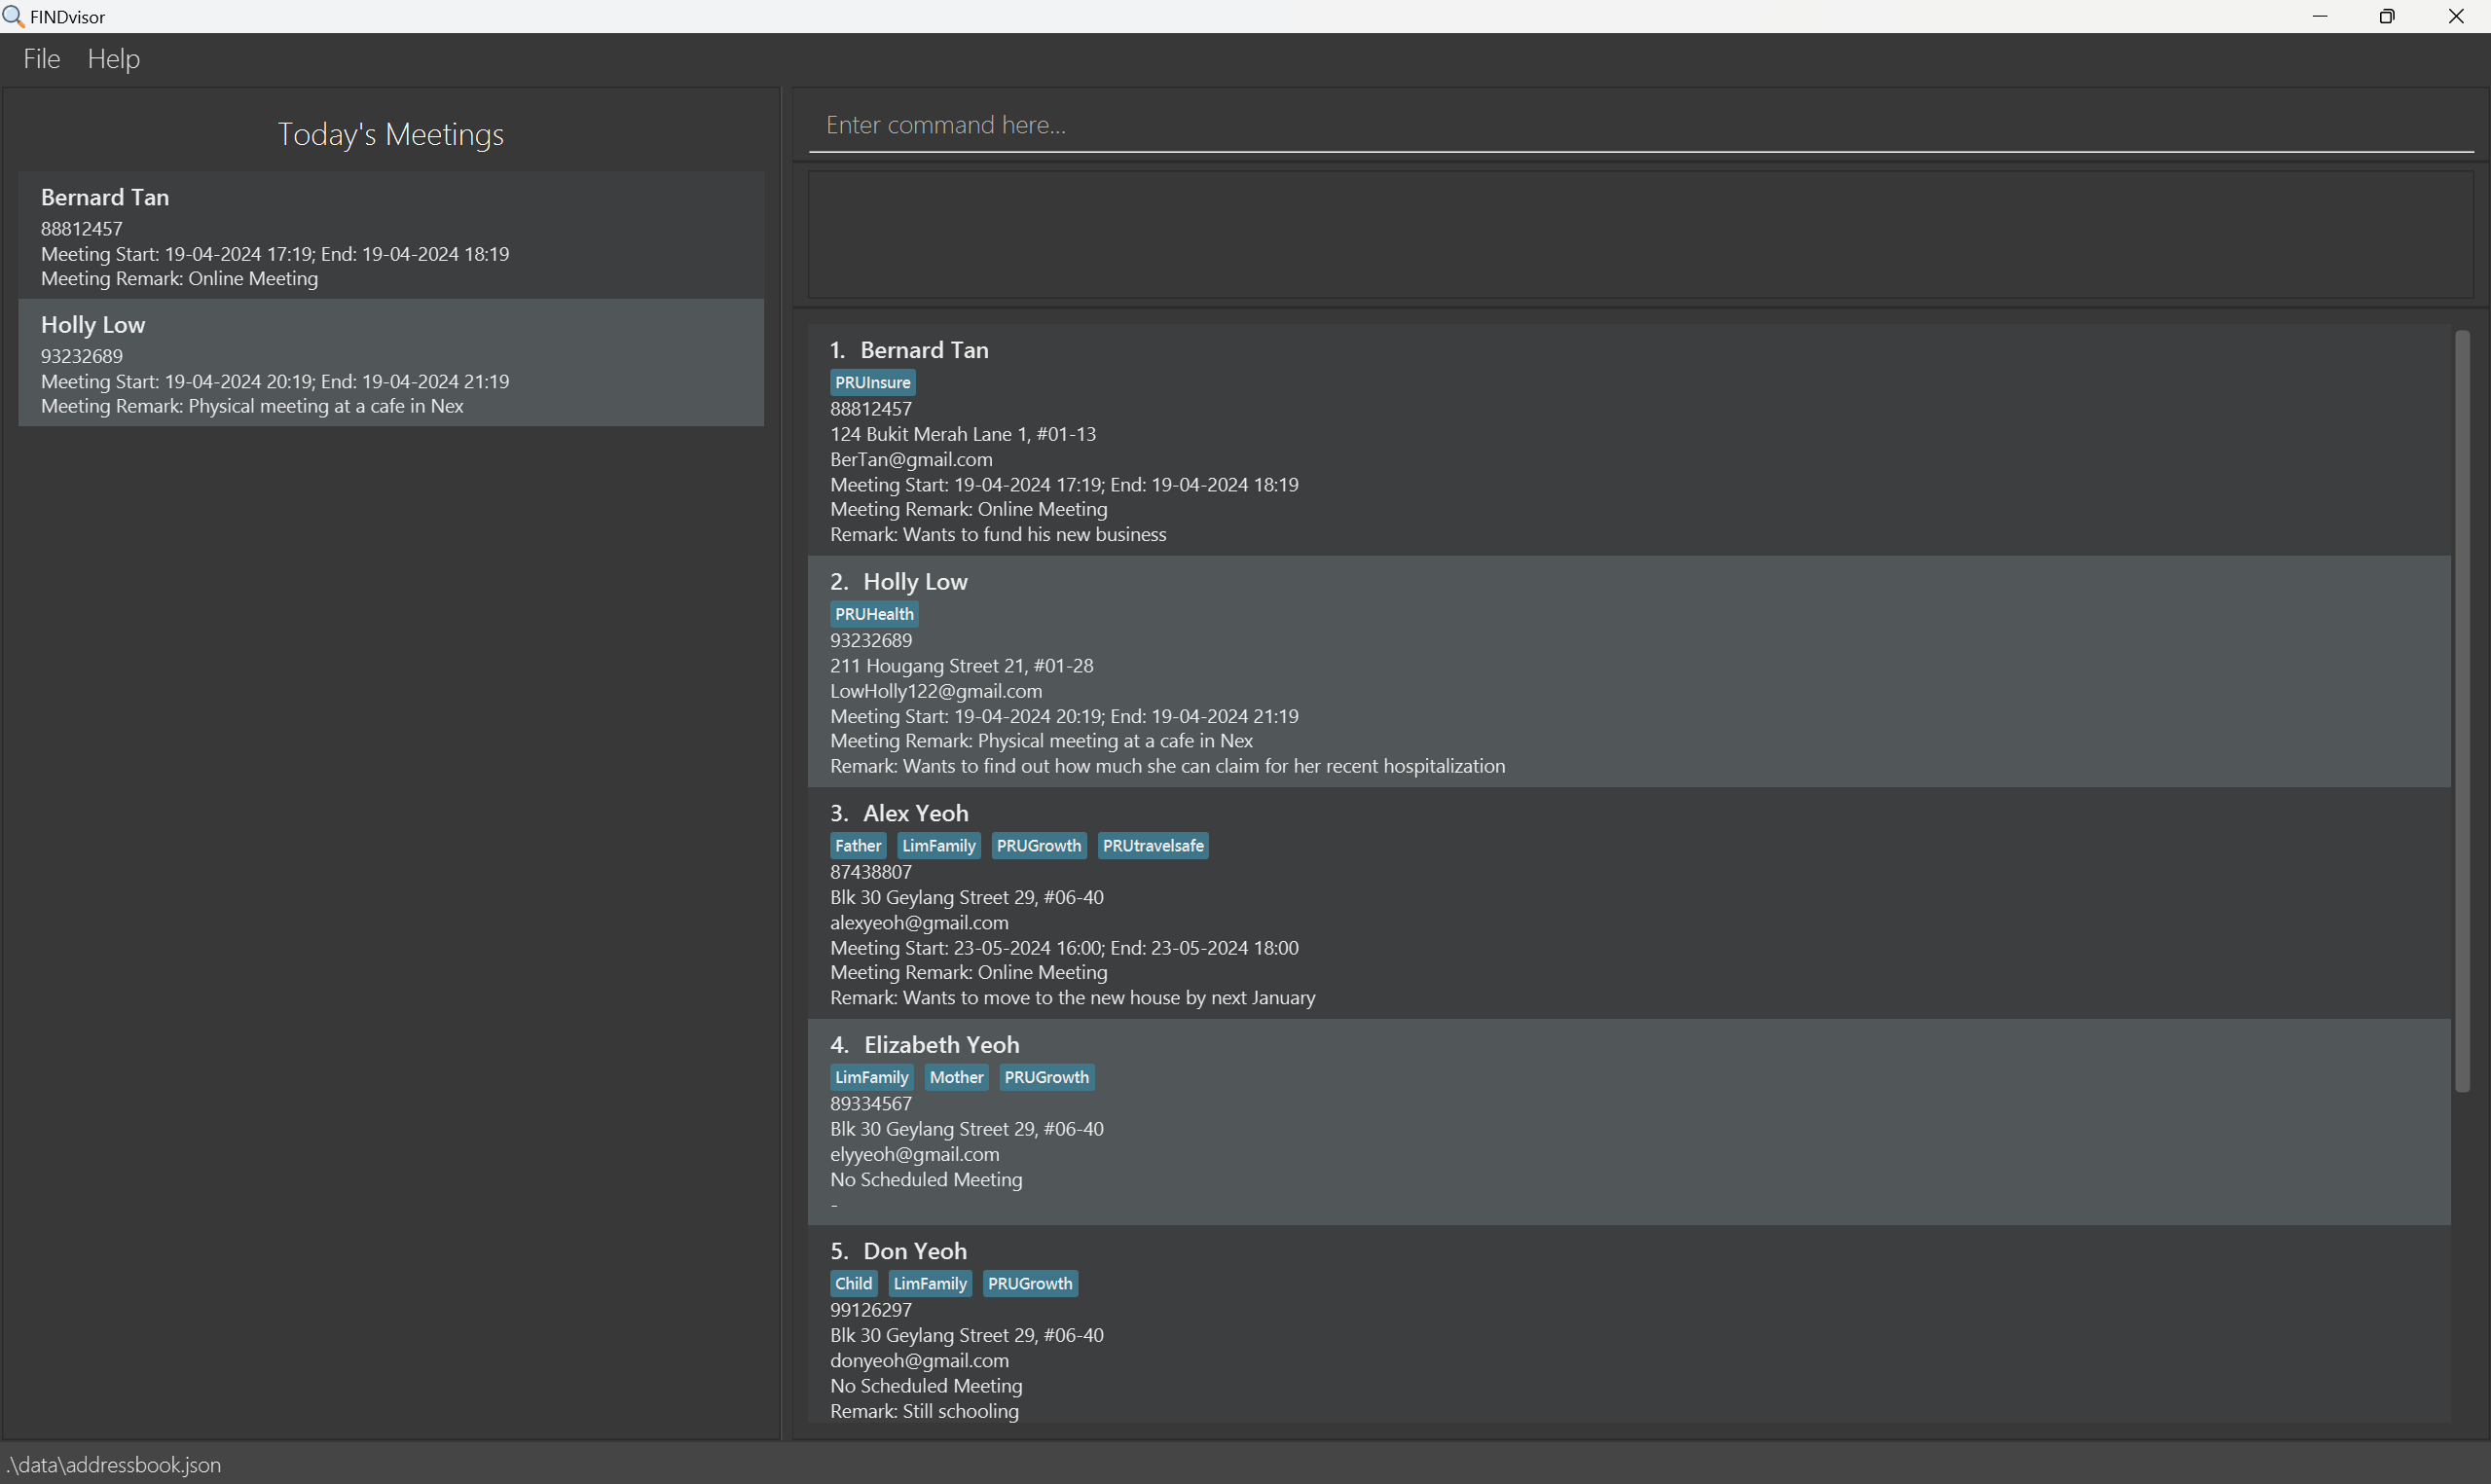 FINDvisor
File Help
Today's Meetings
Bernard Tan
88812457
Meeting Start: 19-04-2024 17:19; End: 19-04-2024 18:19
Meeting Remark: Online Meeting
Holly Low
93232689
Meeting Start: 19-04-2024 20:19; End: 19-04-2024 21:19
Meeting Remark: Physical meeting at a cafe in Nex
Enter command here...
1. Bernard Tan
PRUInsure
88812457
124 Bukit Merah Lane 1, #01-13
BerTan@gmail.com
Meeting Start: 19-04-2024 17:19; End: 19-04-2024 18:19
Meeting Remark: Online Meeting
Remark: Wants to fund his new business
2. Holly Low
PRUHealth
93232689
211 Hougang Street 21, #01-28
LowHolly122@gmail.com
Meeting Start: 19-04-2024 20:19; End: 19-04-2024 21:19
Meeting Remark: Physical meeting at a cafe in Nex
Remark: Wants to find out how much she can claim for her recent hospitalization
3. Alex Yeoh
Father LimFamily PRUGrowth PRUtravelsafe
87438807
Blk 30 Geylang Street 29, #06-40
alexyeoh@gmail.com
Meeting Start: 23-05-2024 16:00; End: 23-05-2024 18:00
Meeting Remark: Online Meeting
Remark: Wants to move to the new house by next January
4. Elizabeth Yeoh
LimFamily Mother PRUGrowth
89334567
Blk 30 Geylang Street 29, #06-40
elyyeoh@gmail.com
No Scheduled Meeting
-
5. Don Yeoh
Child LimFamily PRUGrowth
99126297
Blk 30 Geylang Street 29, #06-40
donyeoh@gmail.com
No Scheduled Meeting
Remark: Still schooling
.\data\addressbook.json